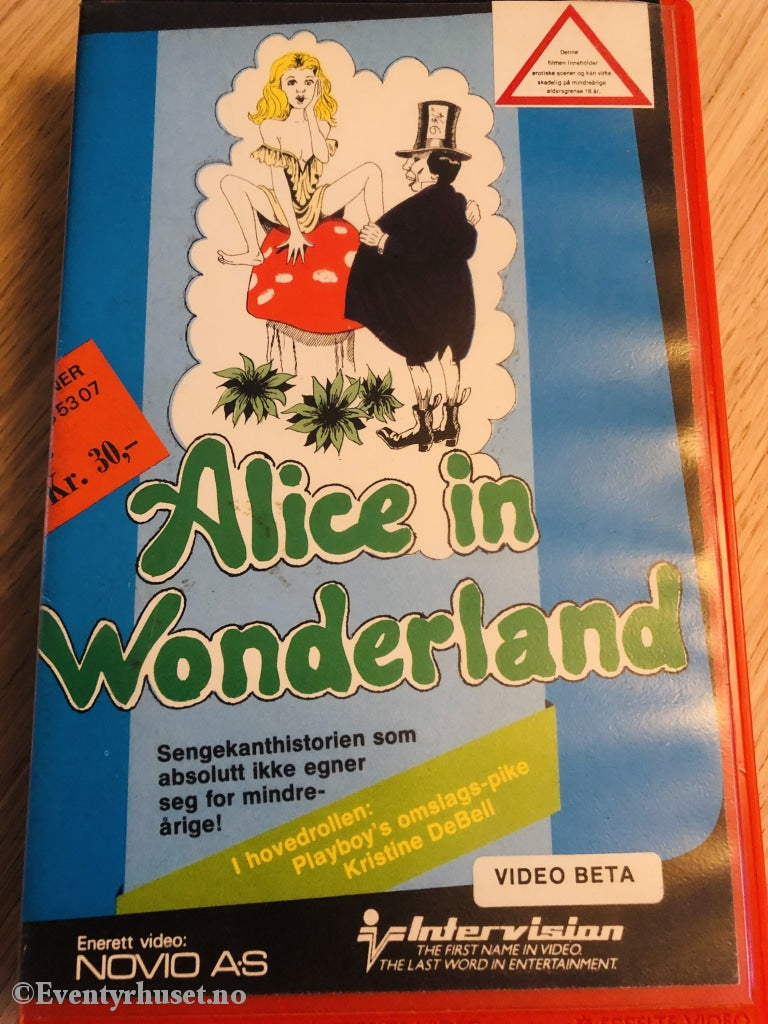 Denne
filmen inneholder
erotiske scener og kan virke
skadelig på mindreårige
aldersgrense 18 år.
5307
Kr. 30,-
Alice in
Wonderland
Sengekanthistorien som
absolutt ikke egner
seg for mindre-
årige!
I hovedrollen:
Playboy's omslags-pike
Kristine DeBell
VIDEO BETA
Enerett video:
NOVIO A·S
Intervision
THE FIRST NAME IN VIDEO.
THE LAST WORD IN ENTERTAINMENT.
©Eventyrhuset.no
VIDEO